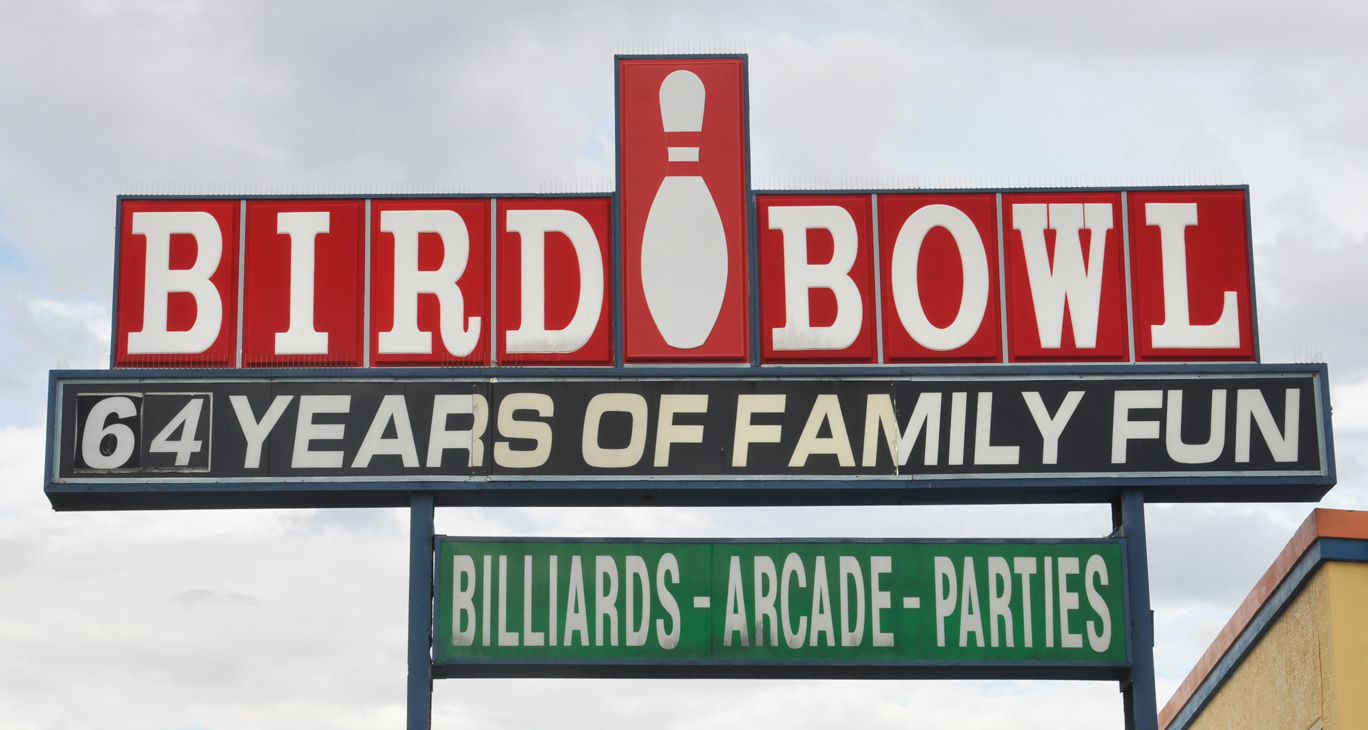 BIRD BOWL
64 YEARS OF FAMILY FUN
BILLIARDS - ARCADE - PARTIES